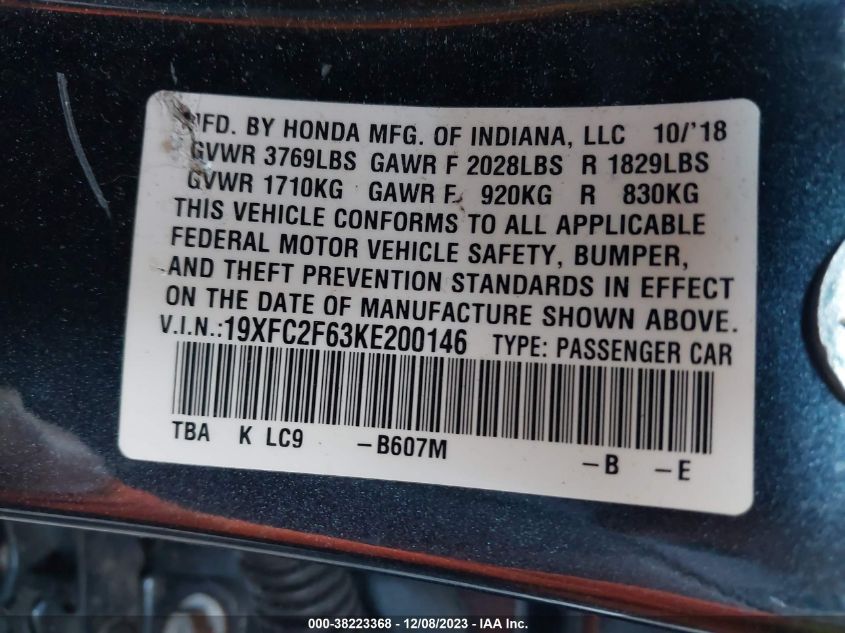 MFD. BY HONDA MFG. OF INDIANA, LLC 10/'18
GVWR 3769LBS GAWR F 2028LBS R 1829LBS
GVWR 1710KG GAWR F 920KG R 830KG
THIS VEHICLE CONFORMS TO ALL APPLICABLE
FEDERAL MOTOR VEHICLE SAFETY, BUMPER,
AND THEFT PREVENTION STANDARDS IN EFFECT
ON THE DATE OF MANUFACTURE SHOWN ABOVE.
V.I.N.:19XFC2F63KE200146 TYPE: PASSENGER CAR
TBA K LC9 -B607M -B -E
000-38223368 - 12/08/2023 - IAA Inc.